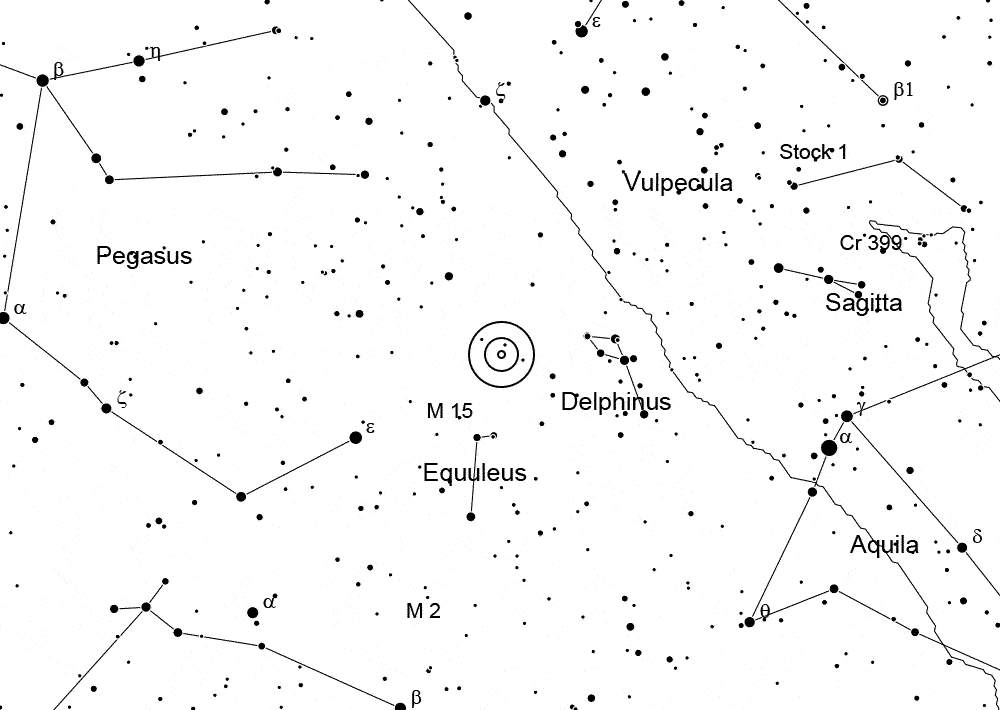 ε
η
β
ζ
β1
Stock 1
Vulpecula
Cr 399
Pegasus
Sagitta
α
ζ
Delphinus
M 15
γ
ε
α
Equuleus
δ
Aquila
α
M 2
θ
β